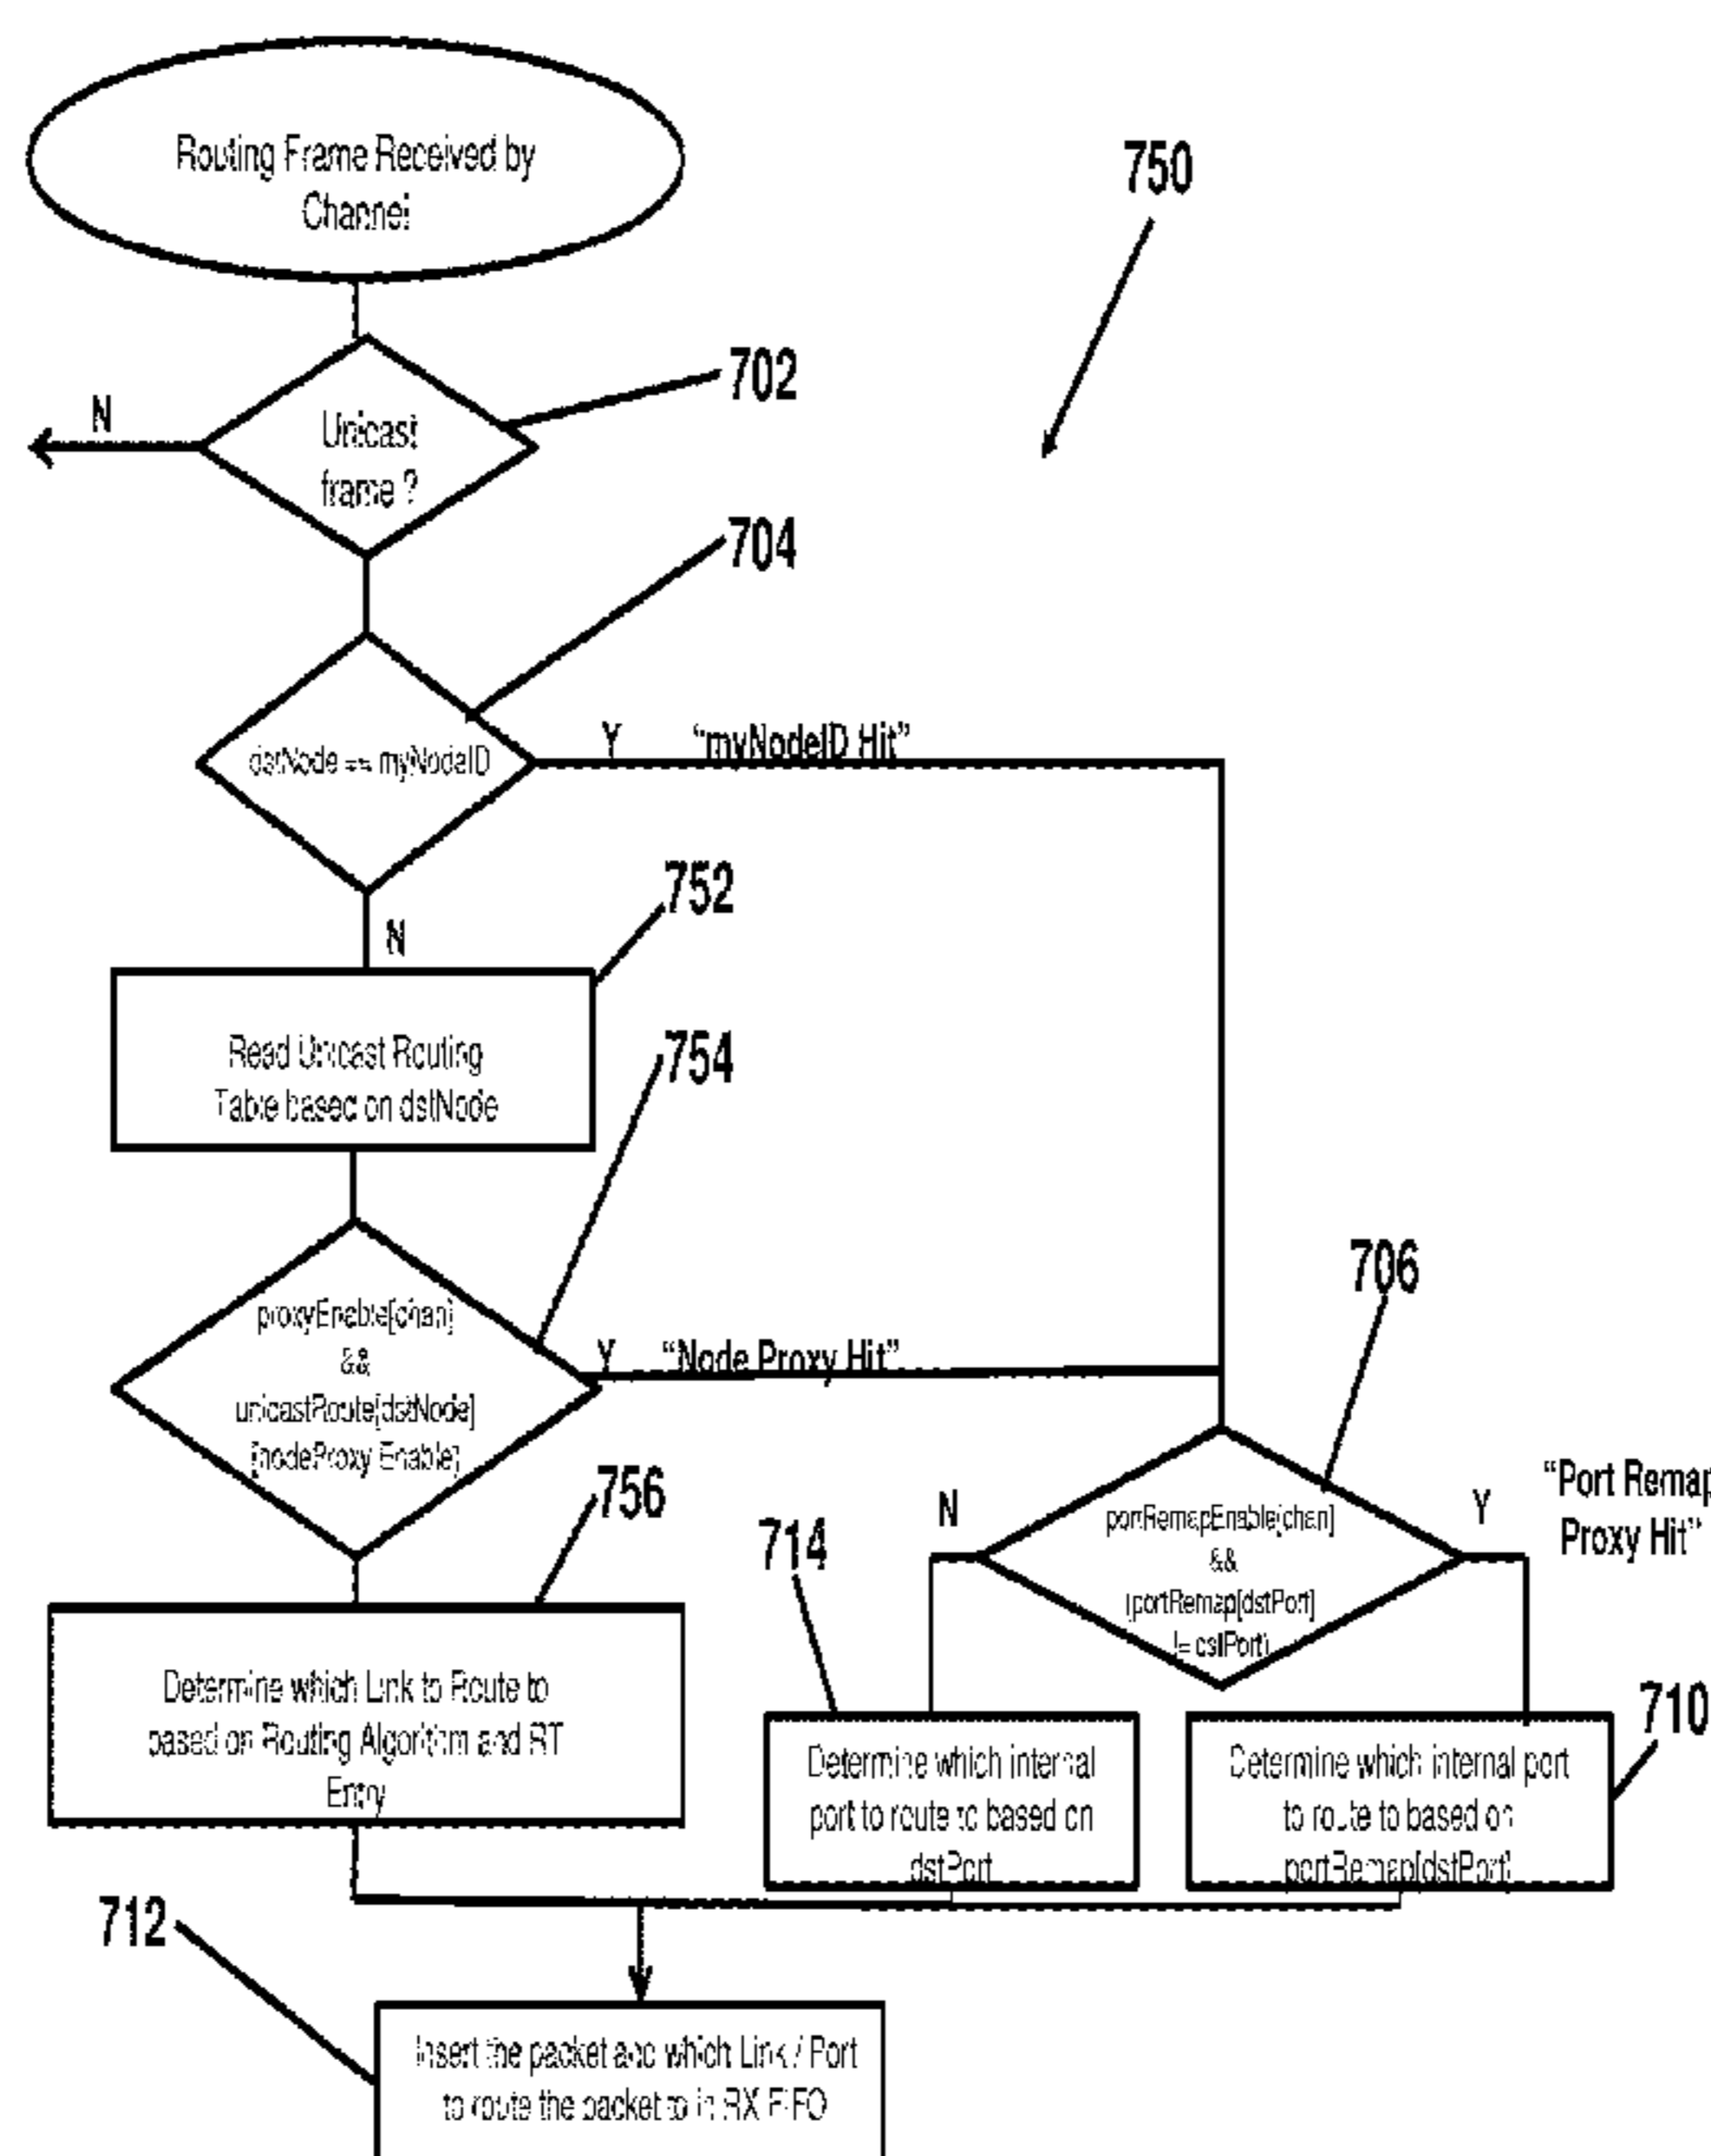 Routing Frame Received by
Channel
750
702
N
Unicast
frame ?
704
dstNode == myNodeID
Y "myNodeID Hit"
752
N
Read Unicast Routing
Table based on dstNode
754
proxyEnable[chan]
&&
unicastRoute[dstNode]
[nodeProxy Enable]
Y "Node Proxy Hit"
706
756
714
N
portRemapEnable[chan]
&&
(portRemap[dstPort]
!= dstPort)
Y
"Port Remap
Proxy Hit"
710
Determine which Link to Route to
based on Routing Algorithm and RT
Entry
Determine which internal
port to route to based on
dstPort
Determine which internal port
to route to based on
portRemap[dstPort]
712
Insert the packet and which Link / Port
to route the packet to in RX FIFO